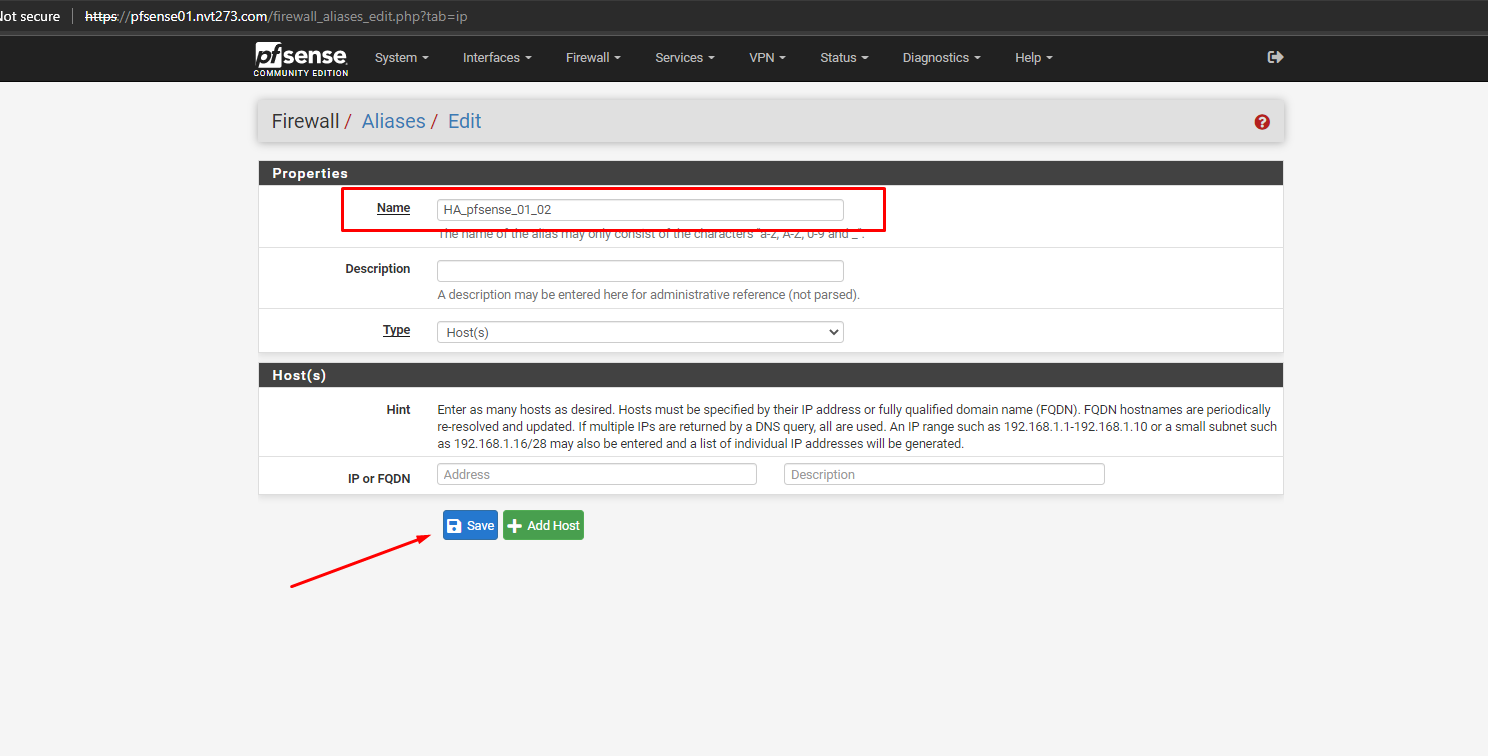 Not secure https://pfsense01.nvt273.com/firewall_aliases_edit.php?tab=ip
pfsense
COMMUNITY EDITION
System Interfaces Firewall Services VPN Status Diagnostics Help
Firewall / Aliases / Edit
Properties
Name HA_pfsense_01_02
The name of the alias may only consist of the characters "a-z, A-Z, 0-9 and _".
Description
A description may be entered here for administrative reference (not parsed).
Type Host(s)
Host(s)
Hint Enter as many hosts as desired. Hosts must be specified by their IP address or fully qualified domain name (FQDN). FQDN hostnames are periodically
re-resolved and updated. If multiple IPs are returned by a DNS query, all are used. An IP range such as 192.168.1.1-192.168.1.10 or a small subnet such
as 192.168.1.16/28 may also be entered and a list of individual IP addresses will be generated.
IP or FQDN Address Description
Save Add Host